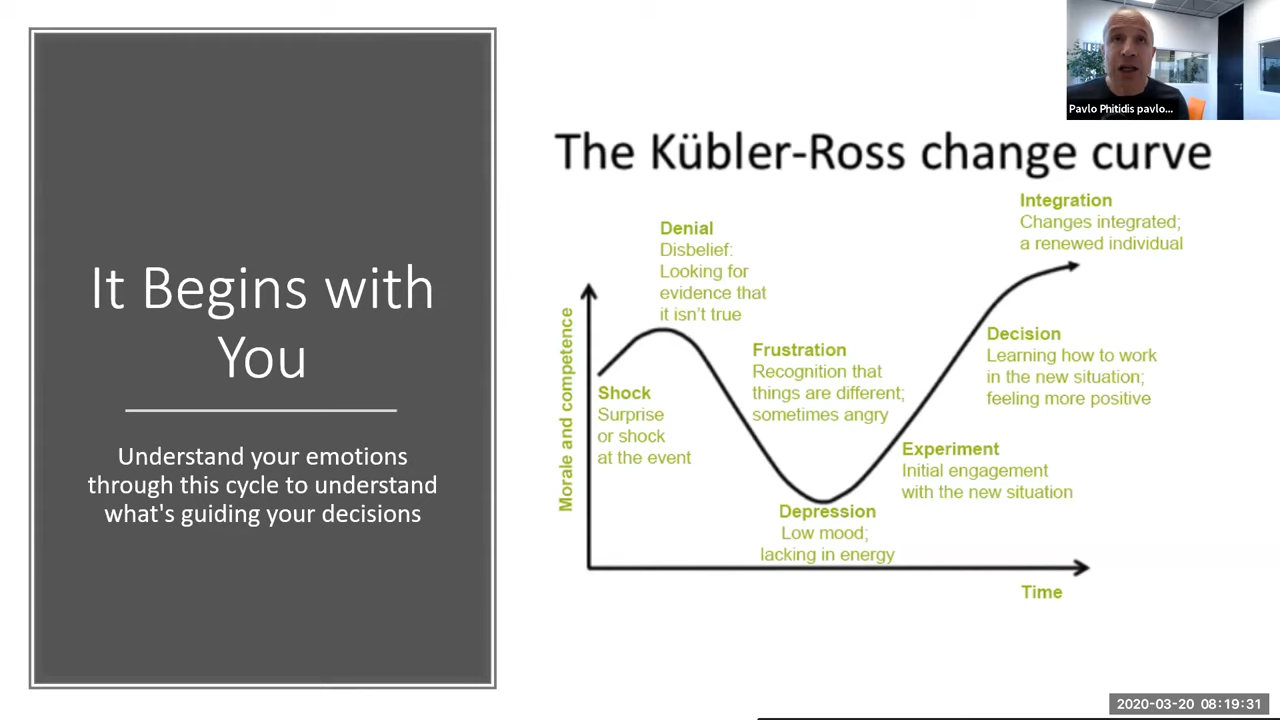 It Begins with
You
Understand your emotions
through this cycle to understand
what's guiding your decisions
Pavlo Phitidis pavlo...
The Kübler-Ross change curve
Integration
Changes integrated;
a renewed individual
Denial
Disbelief:
Looking for
evidence that
it isn't true
Morale and competence
Frustration
Recognition that
things are different;
sometimes angry
Decision
Learning how to work
in the new situation;
feeling more positive
Shock
Surprise
or shock
at the event
Experiment
Initial engagement
with the new situation
Depression
Low mood;
lacking in energy
Time
2020-03-20 08:19:31